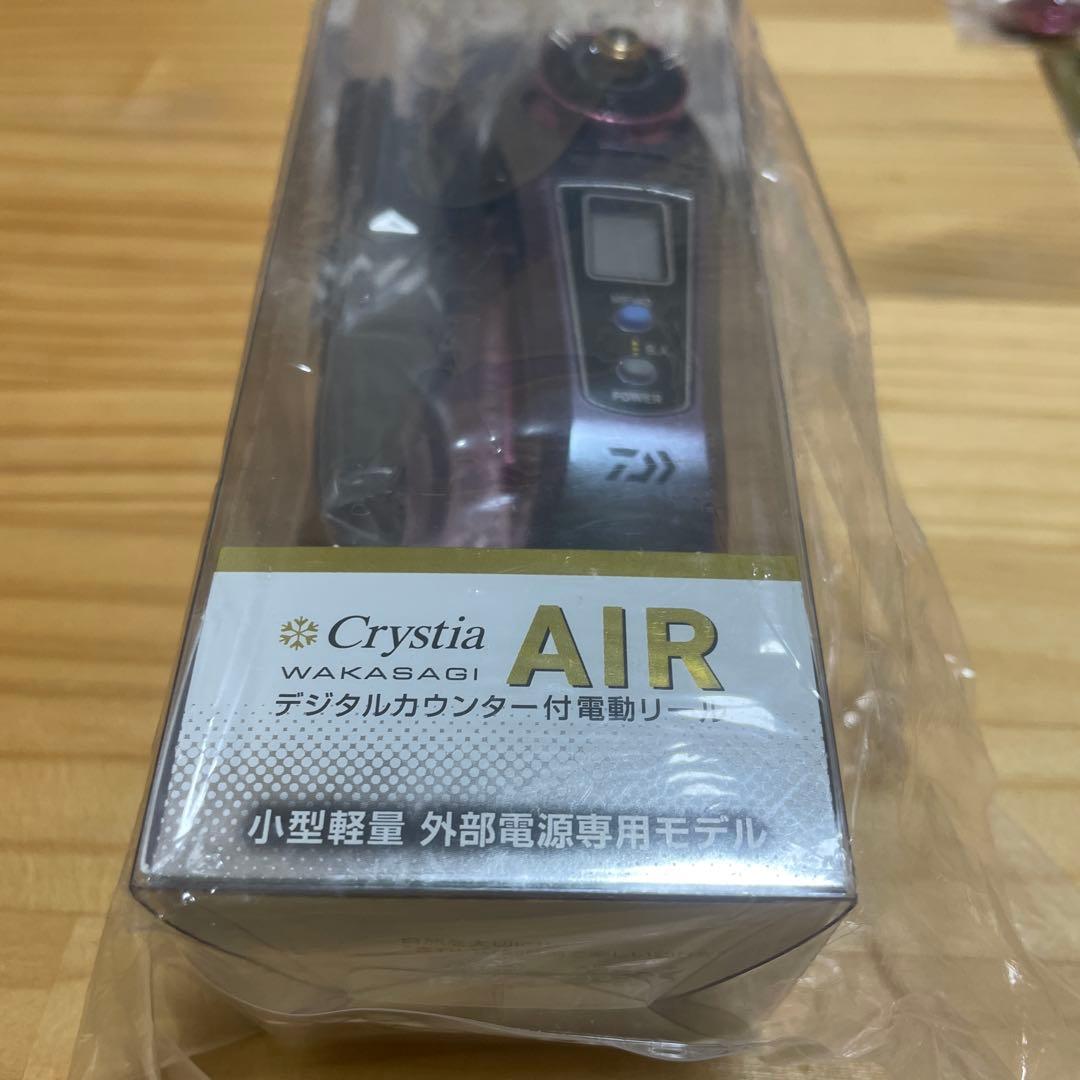 POWER
Crystia
WAKASAGI
AIR
デジタルカウンター付電動リール
小型軽量 外部電源専用モデル